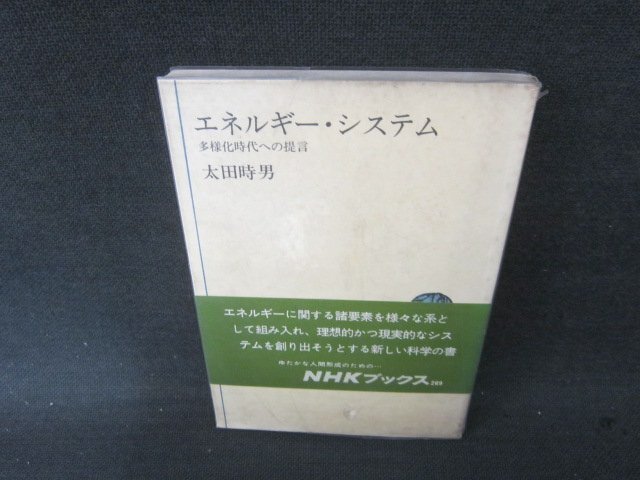 エネルギー・システム
多様化時代への提言
太田時男
エネルギーに関する諸要素を様々な系と
して組み入れ、理想的かつ現実的なシス
テムを創り出そうとする新しい科学の書
ゆたかな人間形成のための…
NHKブックス 269